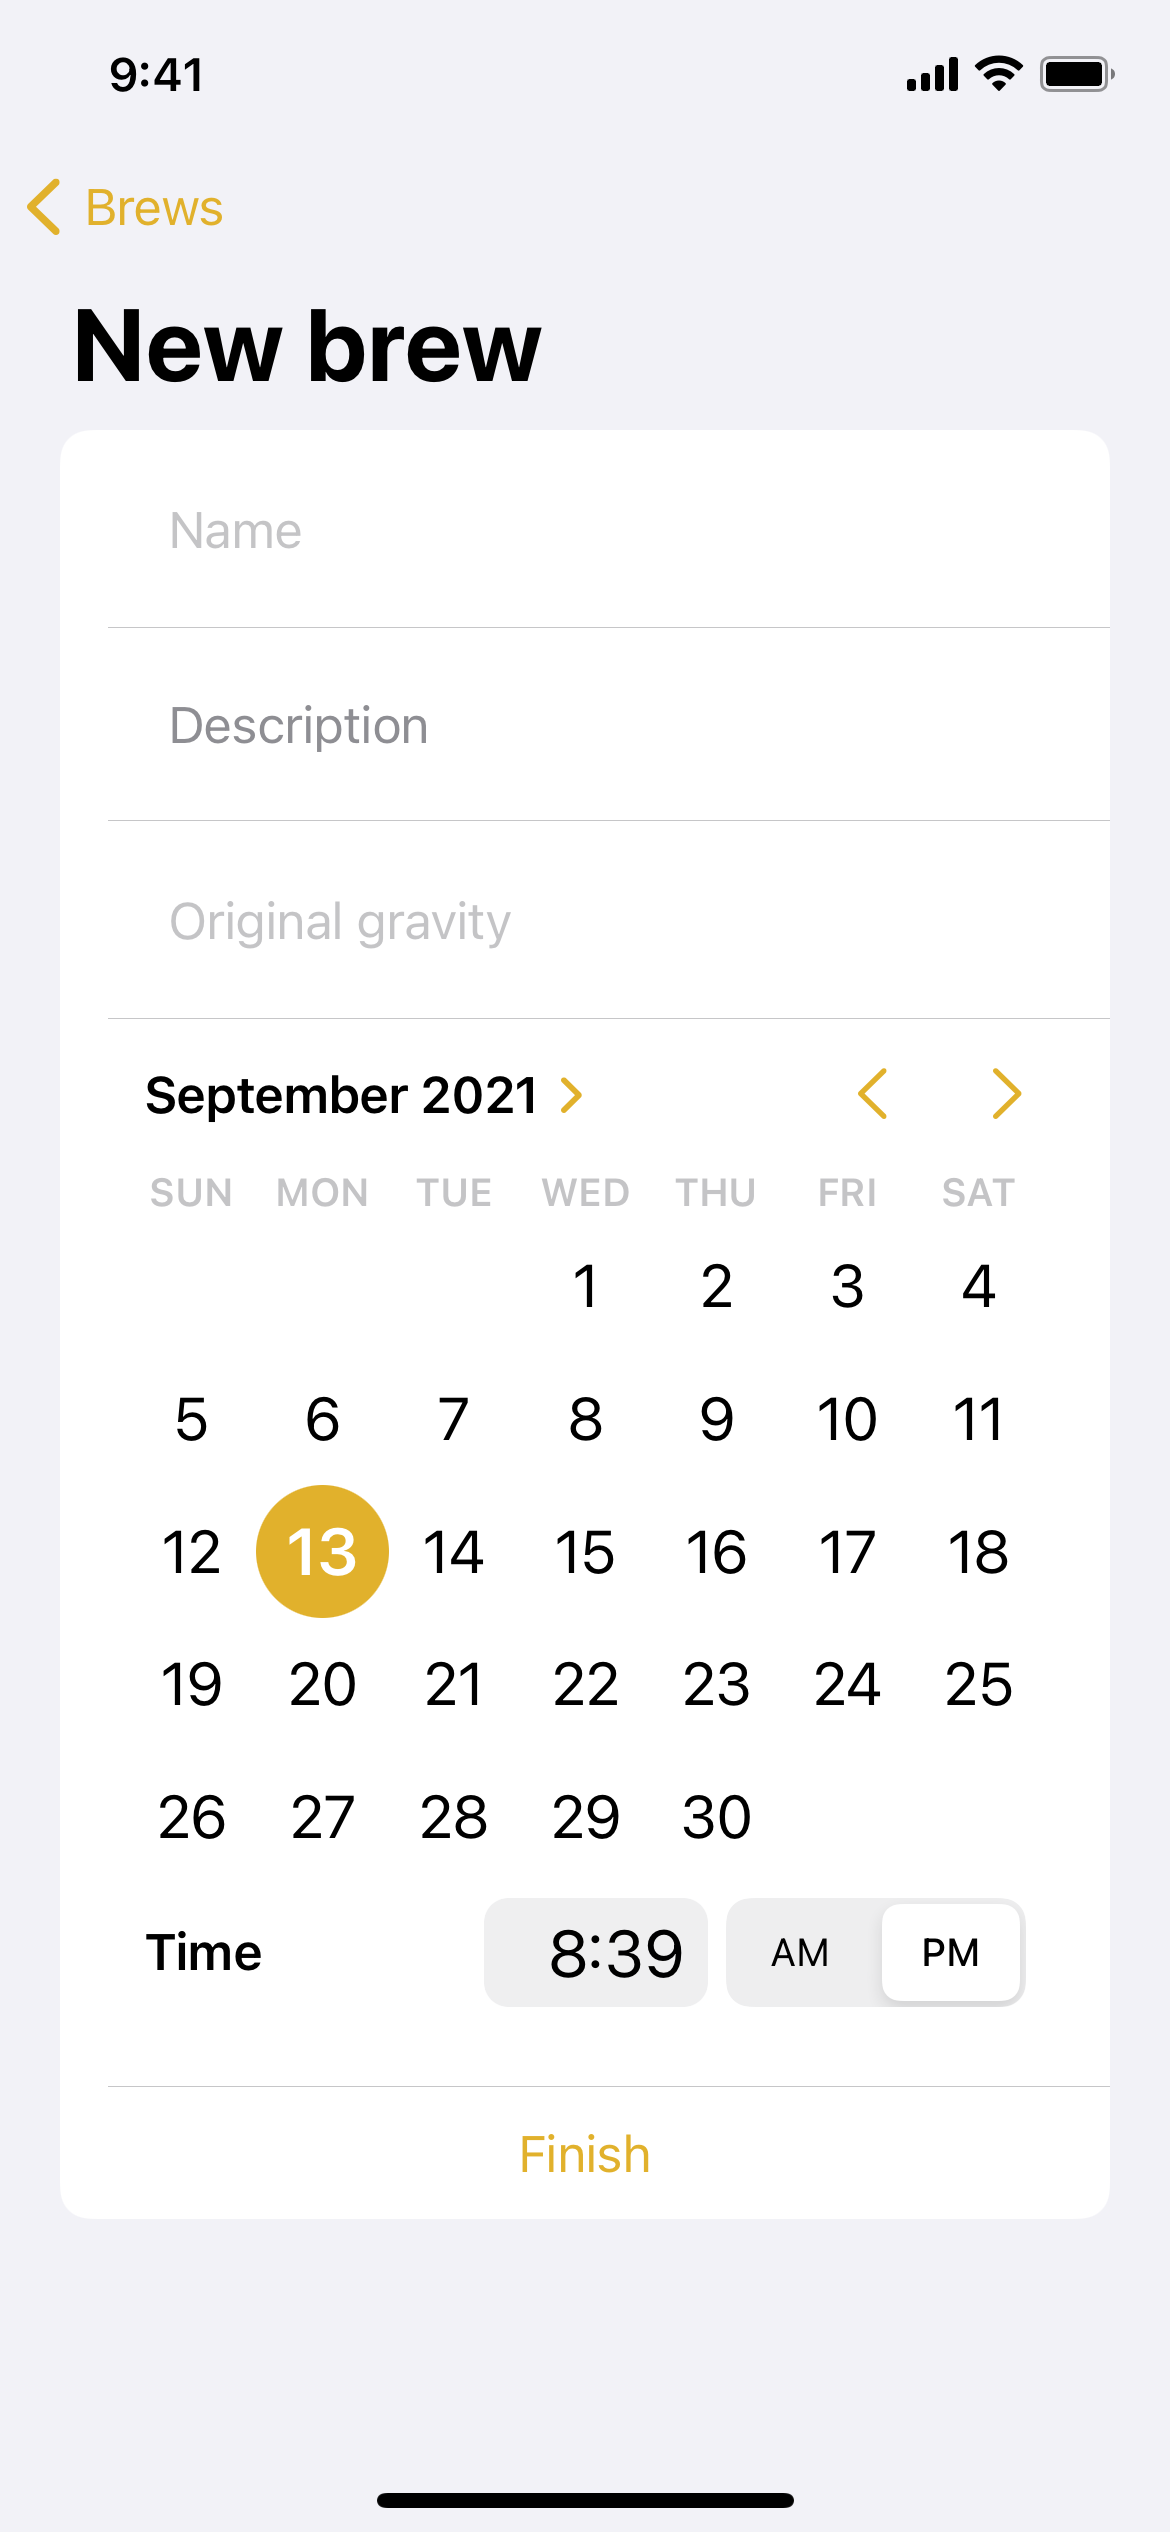 9:41
Brews
New brew
Name
Description
Original gravity
September 2021
SUN MON TUE WED THU FRI SAT
1 2 3 4
5 6 7 8 9 10 11
12 13 14 15 16 17 18
19 20 21 22 23 24 25
26 27 28 29 30
Time 8:39 AM PM
Finish